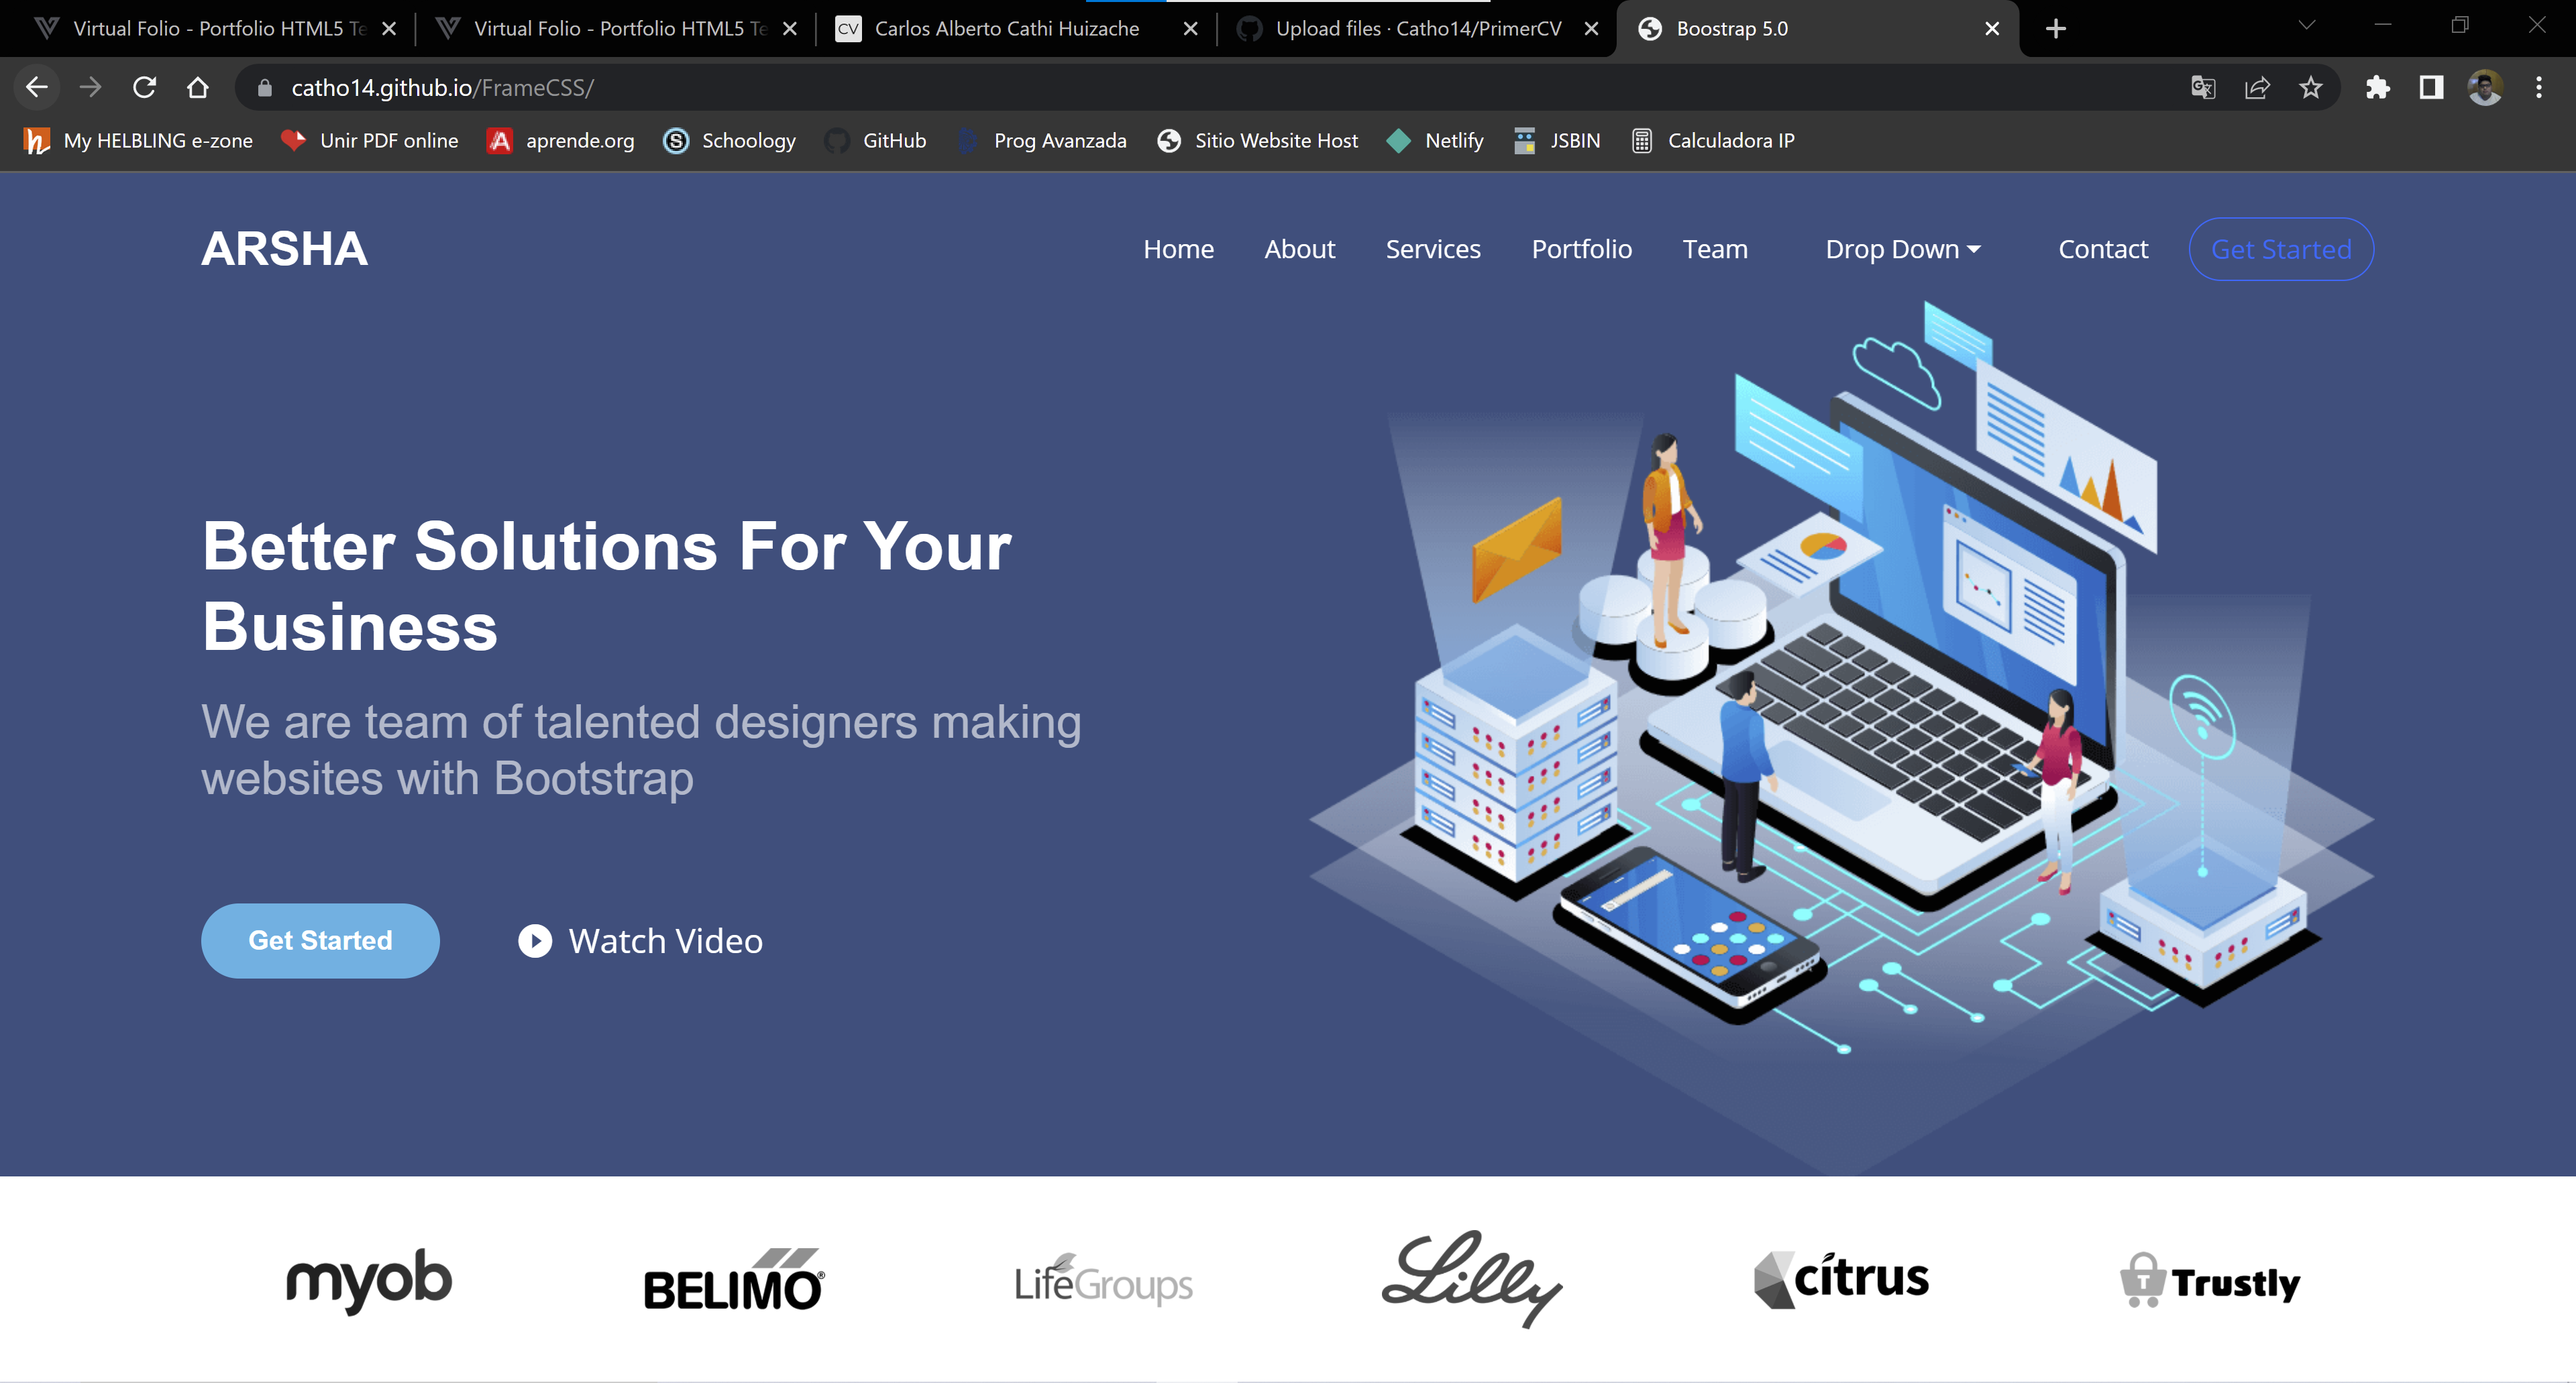 Virtual Folio - Portfolio HTML5 Te
Virtual Folio - Portfolio HTML5 Te
CV Carlos Alberto Cathi Huizache
Upload files · Catho14/PrimerCV
Boostrap 5.0
catho14.github.io/FrameCSS/
My HELBLING e-zone
Unir PDF online
aprende.org
Schoology
GitHub
Prog Avanzada
Sitio Website Host
Netlify
JSBIN
Calculadora IP
ARSHA
Home
About
Services
Portfolio
Team
Drop Down
Contact
Get Started
Better Solutions For Your
Business
We are team of talented designers making
websites with Bootstrap
Get Started
Watch Video
myob
BELIMO®
LifeGroups
Lilly
citrus
T Trustly